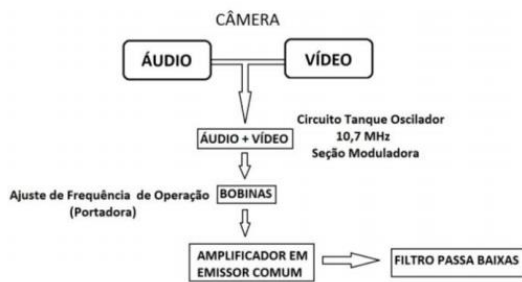 CÂMERA
ÁUDIO
VÍDEO
Circuito Tanque Oscilador
10,7 MHz
Seção Moduladora
ÁUDIO + VÍDEO
Ajuste de Frequência de Operação
(Portadora)
BOBINAS
AMPLIFICADOR EM
EMISSOR COMUM
FILTRO PASSA BAIXAS